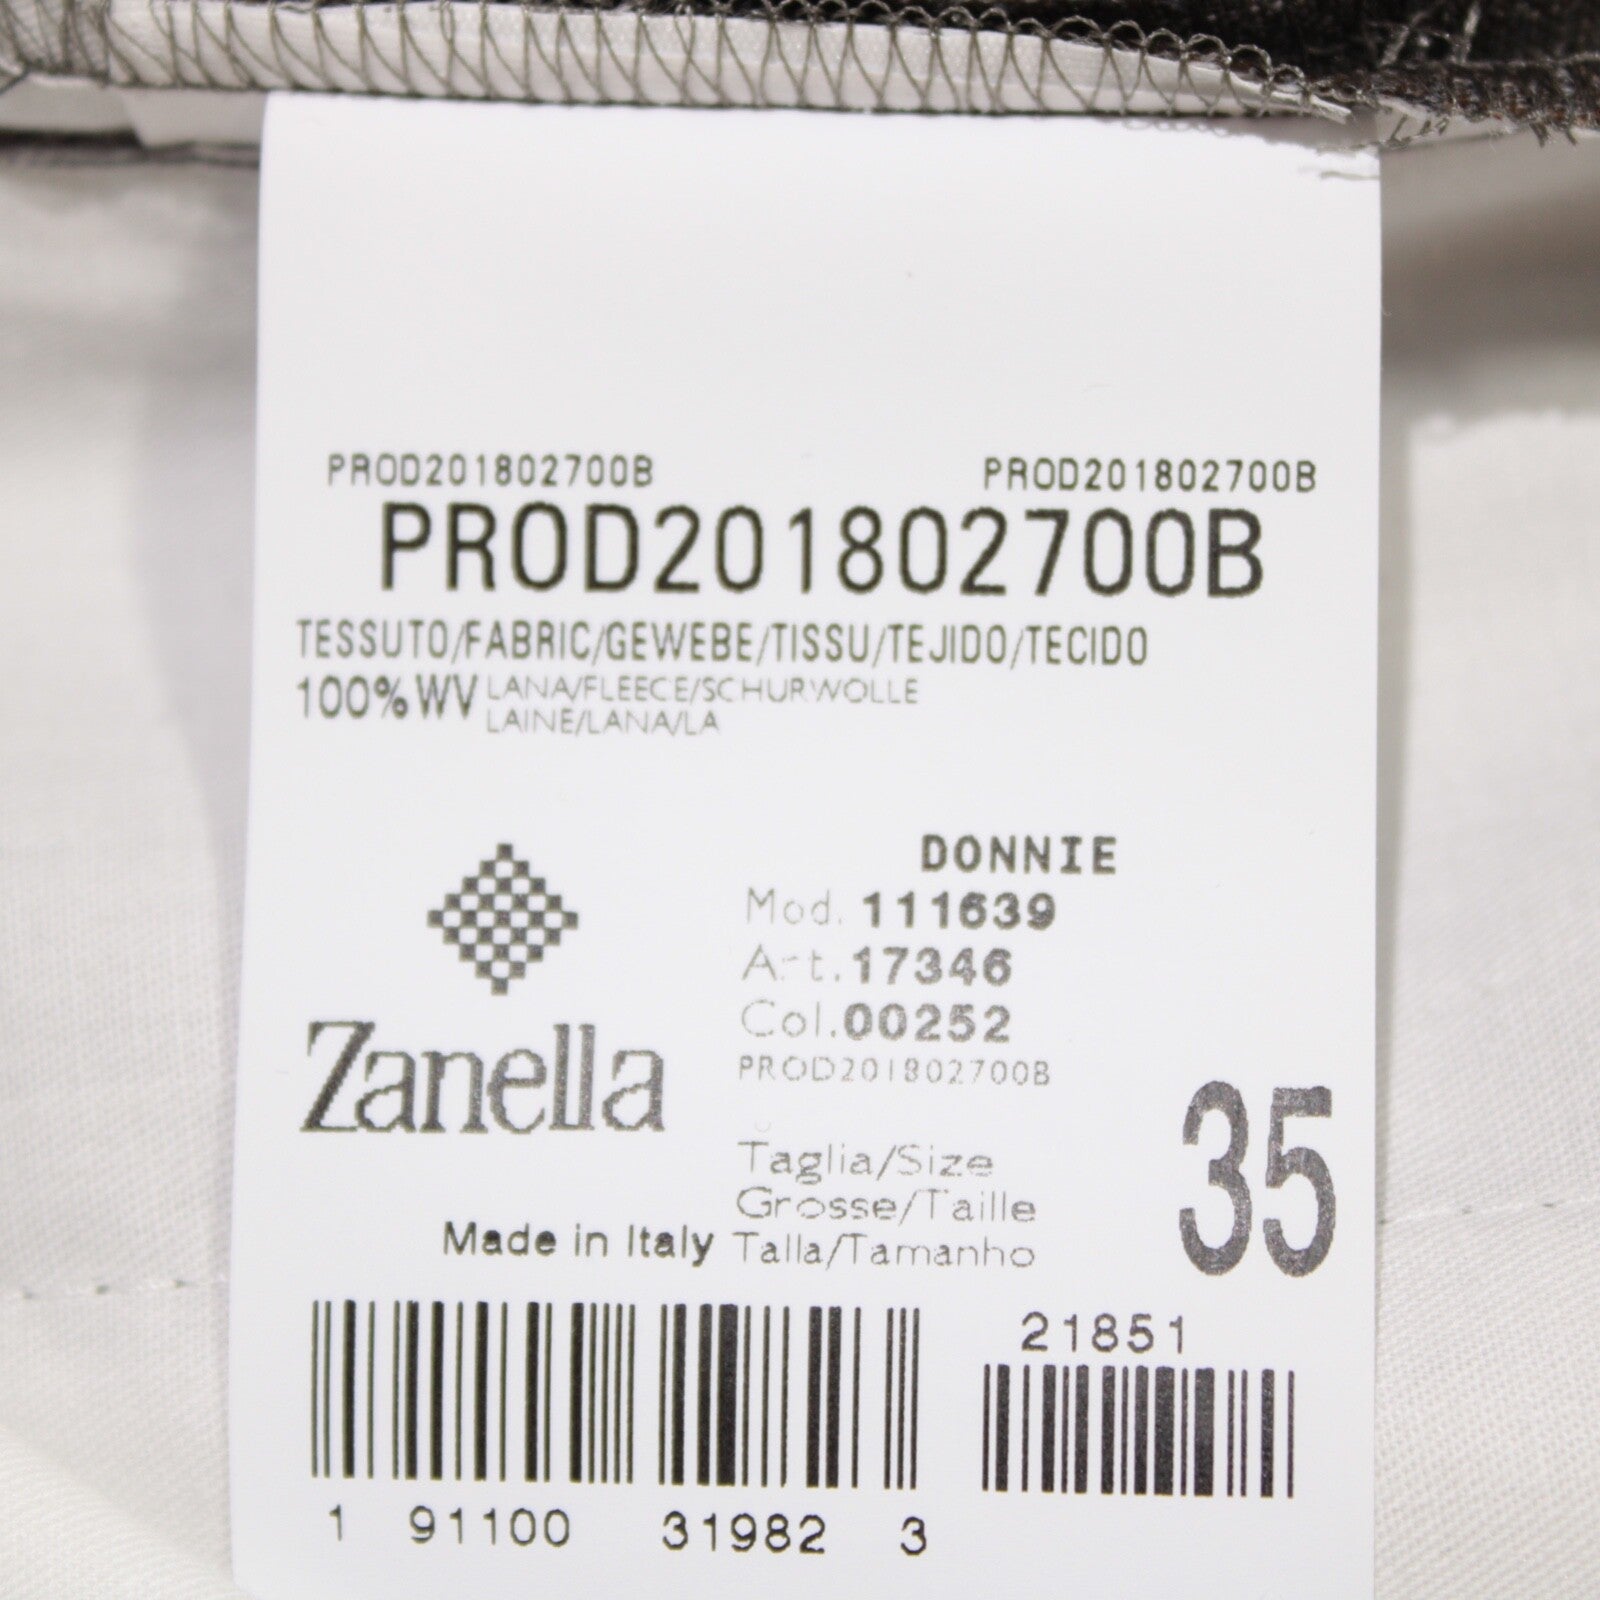 PROD201802700B PROD201802700B
PROD201802700B
TESSUTO/FABRIC/GEWEBE/TISSU/TEJIDO/TECIDO
100%WV LANA/FLEECE/SCHURWOLLE
LAINE/LANA/LA
DONNIE
Mod. 111639
Art. 17346
Col. 00252
PROD201802700B
Zanella
35
Taglia/Size
Grosse/Taille
Made in Italy Talla/Tamanho
21851
1 91100 31982 3